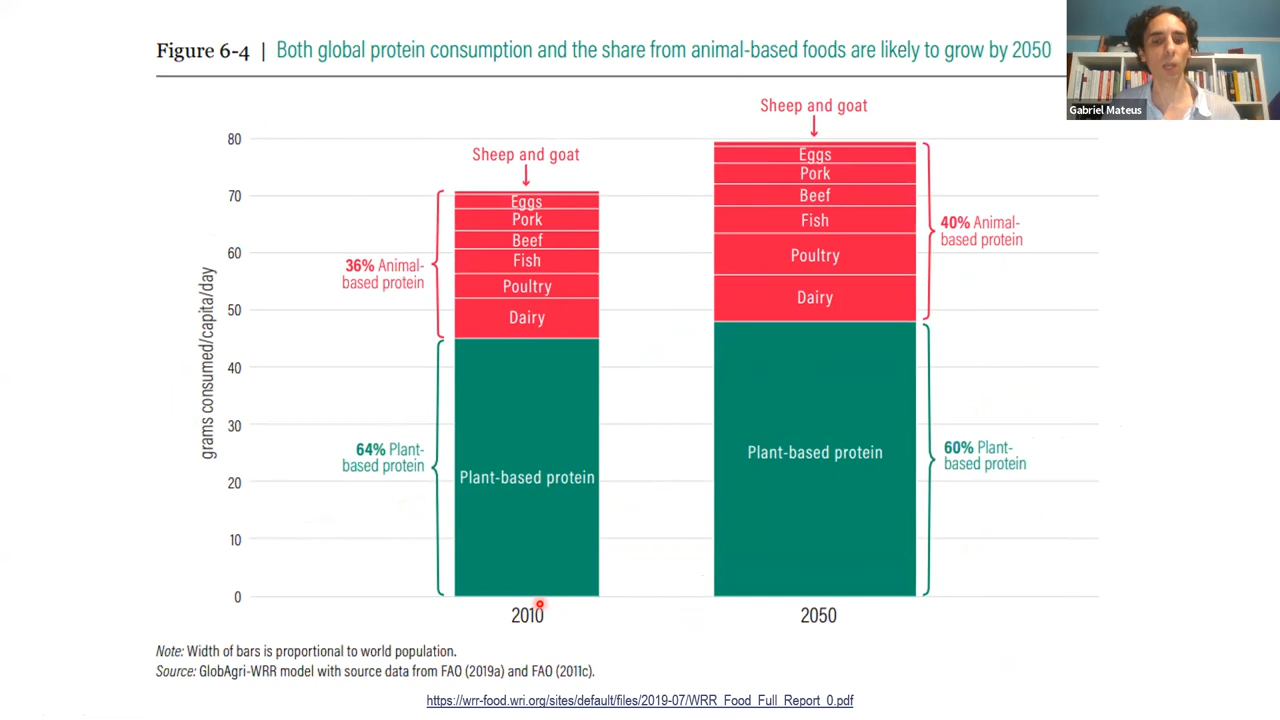 Figure 6-4 | Both global protein consumption and the share from animal-based foods are likely to grow by 2050
Gabriel Mateus
grams consumed/capita/day
80
70
60
50
40
30
20
10
0
Sheep and goat
Eggs
Pork
Beef
Fish
Poultry
Dairy
Plant-based protein
36% Animal-
based protein
64% Plant-
based protein
2010
Sheep and goat
Eggs
Pork
Beef
Fish
Poultry
Dairy
Plant-based protein
40% Animal-
based protein
60% Plant-
based protein
2050
Note: Width of bars is proportional to world population.
Source: GlobAgri-WRR model with source data from FAO (2019a) and FAO (2011c).
https://wrr-food.wri.org/sites/default/files/2019-07/WRR_Food_Full_Report_0.pdf